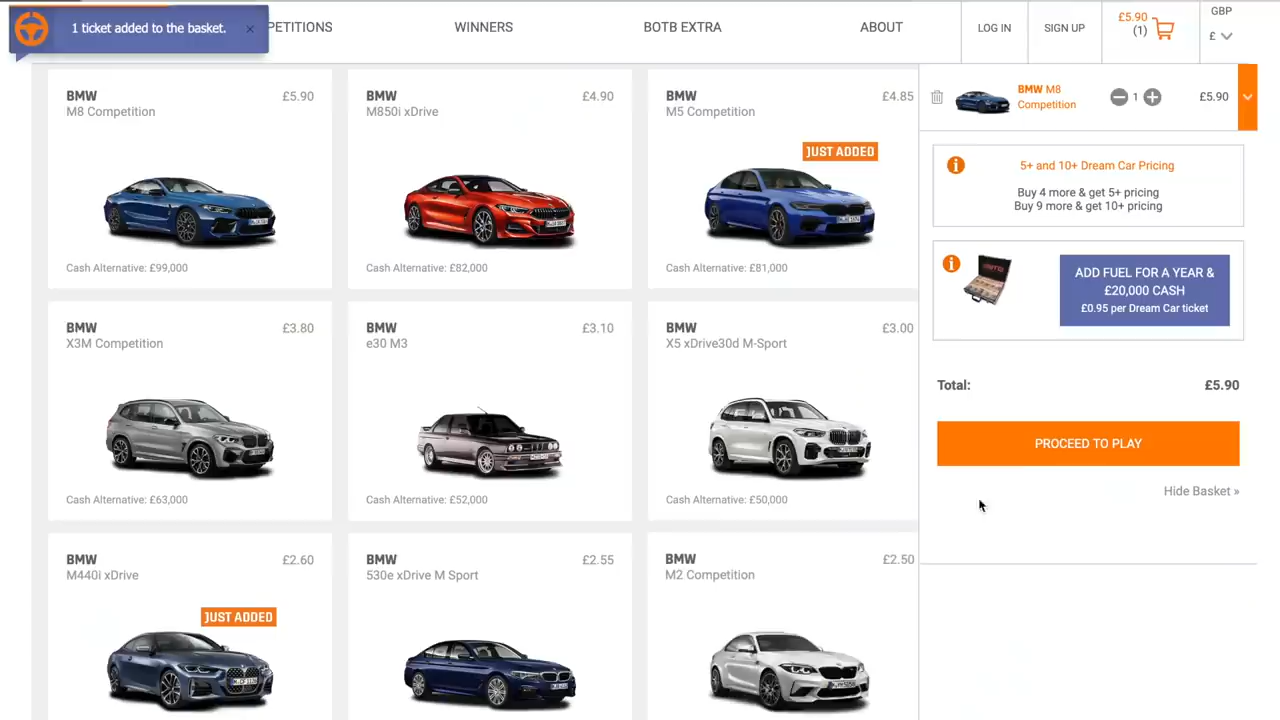 1 ticket added to the basket.
PETITIONS
WINNERS
BOTB EXTRA
ABOUT
LOG IN
SIGN UP
£5.90
(1)
GBP
£
BMW
£5.90
M8 Competition
Cash Alternative: £99,000
BMW
£4.90
M850i xDrive
Cash Alternative: £82,000
BMW
£4.85
M5 Competition
JUST ADDED
Cash Alternative: £81,000
BMW
£3.80
X3M Competition
Cash Alternative: £63,000
BMW
£3.10
e30 M3
Cash Alternative: £52,000
BMW
£3.00
X5 xDrive30d M-Sport
Cash Alternative: £50,000
BMW
£2.60
M440i xDrive
JUST ADDED
BMW
£2.55
530e xDrive M Sport
BMW
£2.50
M2 Competition
BMW M8
Competition
1
£5.90
5+ and 10+ Dream Car Pricing
Buy 4 more & get 5+ pricing
Buy 9 more & get 10+ pricing
ADD FUEL FOR A YEAR &
£20,000 CASH
£0.95 per Dream Car ticket
Total:
£5.90
PROCEED TO PLAY
Hide Basket »